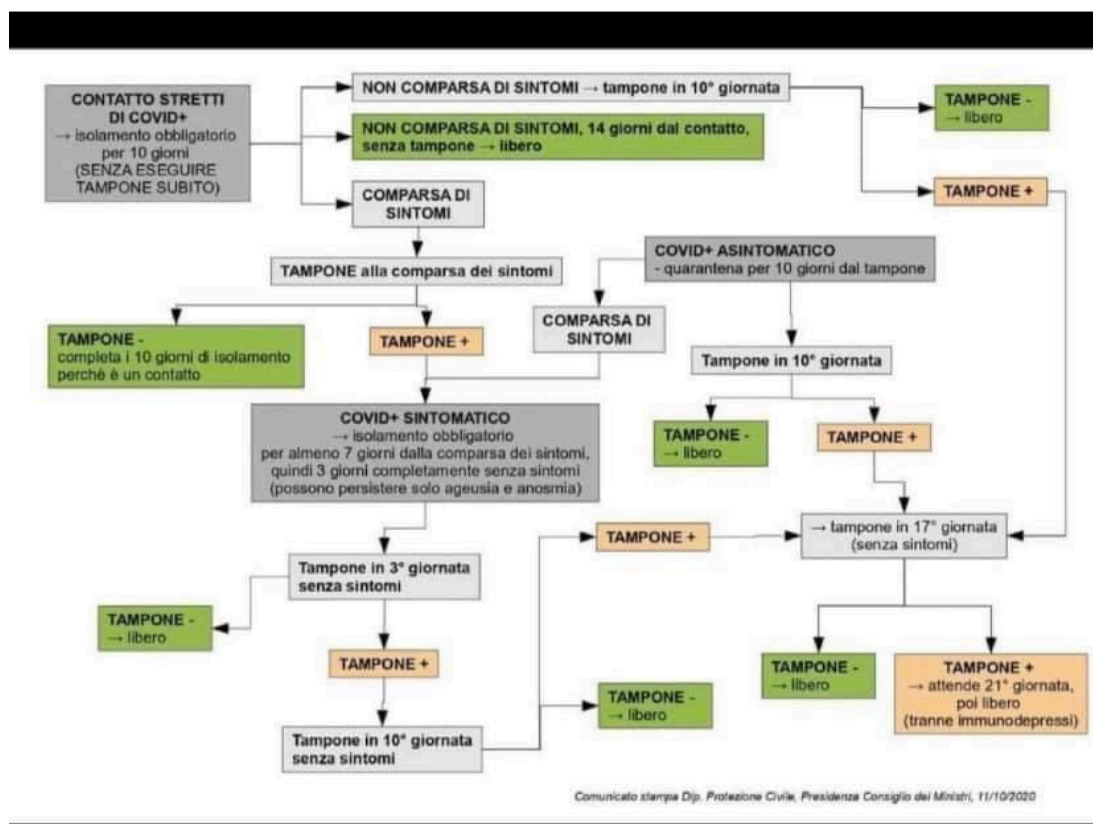 CONTATTO STRETTI
DI COVID+
→ isolamento obbligatorio
per 10 giorni
(SENZA ESEGUIRE
TAMPONE SUBITO)
NON COMPARSA DI SINTOMI → tampone in 10° giornata
NON COMPARSA DI SINTOMI, 14 giorni dal contatto,
senza tampone → libero
COMPARSA DI
SINTOMI
TAMPONE -
→ libero
TAMPONE +
TAMPONE alla comparsa dei sintomi
COVID+ ASINTOMATICO
- quarantena per 10 giorni dal tampone
TAMPONE -
completa i 10 giorni di isolamento
perchè è un contatto
TAMPONE +
COMPARSA DI
SINTOMI
Tampone in 10° giornata
COVID+ SINTOMATICO
→ isolamento obbligatorio
per almeno 7 giorni dalla comparsa dei sintomi,
quindi 3 giorni completamente senza sintomi
(possono persistere solo ageusia e anosmia)
TAMPONE -
→ libero
TAMPONE +
→ tampone in 17° giornata
(senza sintomi)
TAMPONE +
Tampone in 3° giornata
senza sintomi
TAMPONE -
→ libero
TAMPONE +
Tampone in 10° giornata
senza sintomi
TAMPONE -
→ libero
TAMPONE -
→ libero
TAMPONE +
→ attende 21° giornata,
poi libero
(tranne immunodepressi)
Comunicato stampa Dip. Protezione Civile, Presidenza Consiglio dei Ministri, 11/10/2020